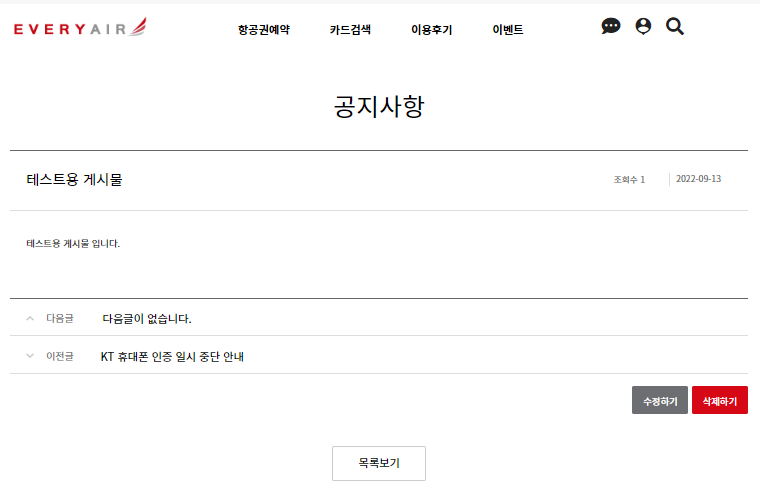 EVERYAIR 항공권예약 카드검색 이용후기 이벤트
공지사항
테스트용 게시물 조회수 1 2022-09-13
테스트용 게시물 입니다.
다음글 다음글이 없습니다.
이전글 KT 휴대폰 인증 일시 중단 안내
수정하기 삭제하기
목록보기